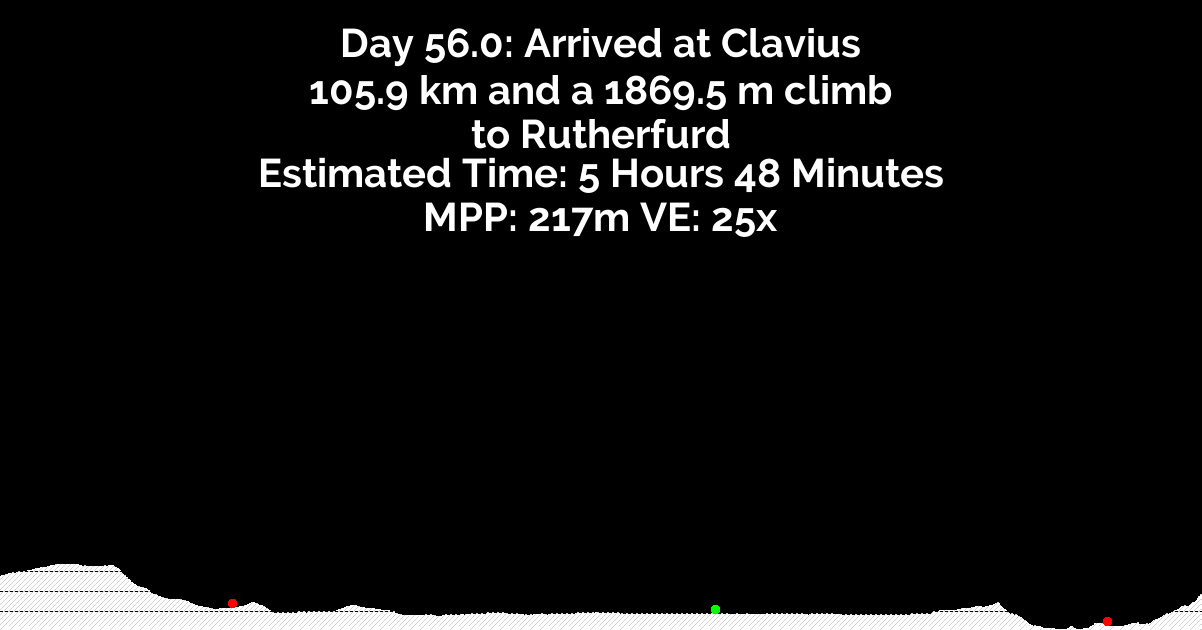 Day 56.0: Arrived at Clavius
105.9 km and a 1869.5 m climb
to Rutherfurd
Estimated Time: 5 Hours 48 Minutes
MPP: 217m VE: 25x